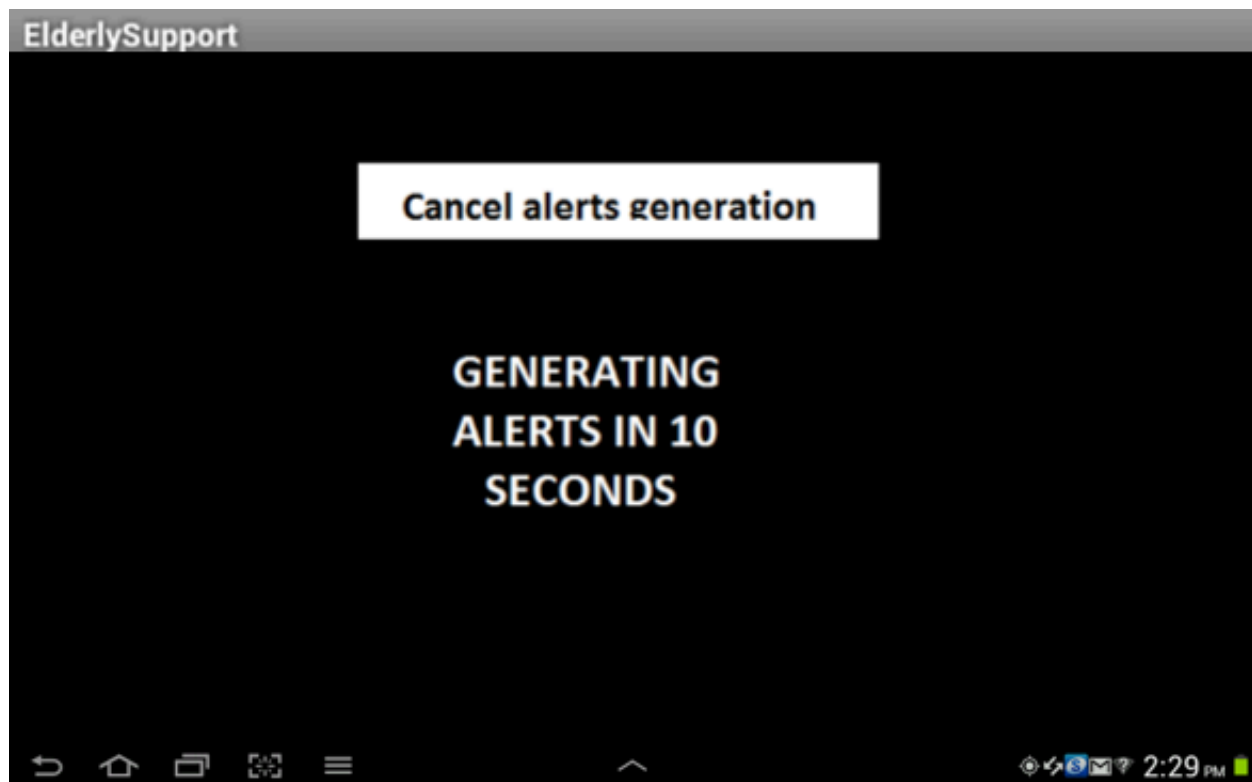 ElderlySupport
Cancel alerts generation
GENERATING
ALERTS IN 10
SECONDS
2:29 PM